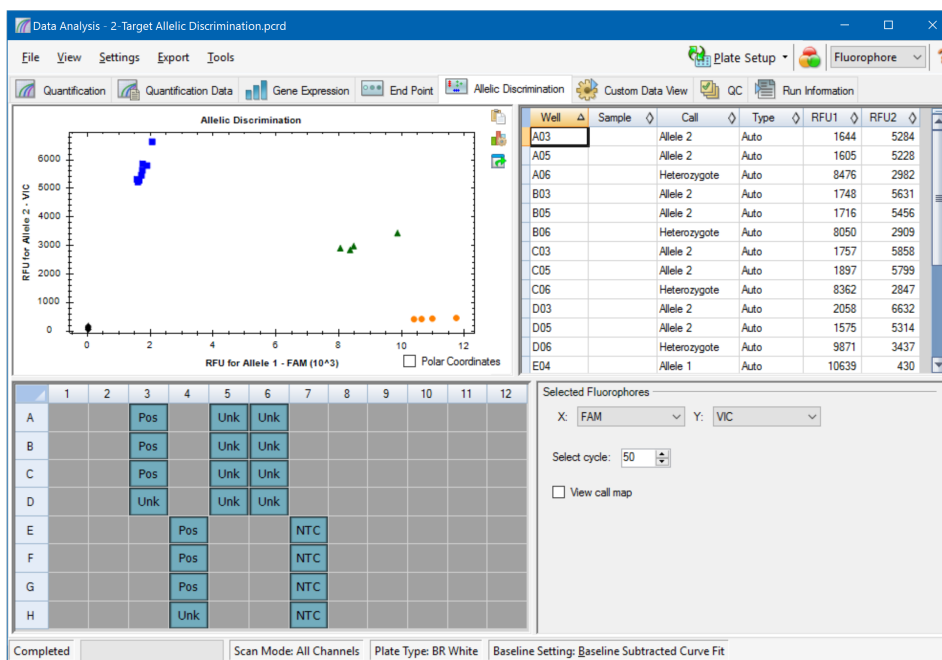 Data Analysis - 2-Target Allelic Discrimination.pcrd
File View Settings Export Tools Plate Setup Fluorophore
Quantification Quantification Data Gene Expression End Point Allelic Discrimination Custom Data View QC Run Information
Allelic Discrimination
RFU for Allele 2 - VIC
6000
5000
4000
3000
2000
1000
0
0 2 4 6 8 10 12
RFU for Allele 1 - FAM (10^3)
Polar Coordinates
Well Sample Call Type RFU1 RFU2
A03 Allele 2 Auto 1644 5284
A05 Allele 2 Auto 1605 5228
A06 Heterozygote Auto 8476 2982
B03 Allele 2 Auto 1748 5631
B05 Allele 2 Auto 1716 5456
B06 Heterozygote Auto 8050 2909
C03 Allele 2 Auto 1757 5858
C05 Allele 2 Auto 1897 5799
C06 Heterozygote Auto 8362 2847
D03 Allele 2 Auto 2058 6632
D05 Allele 2 Auto 1575 5314
D06 Heterozygote Auto 9871 3437
E04 Allele 1 Auto 10639 430
1 2 3 4 5 6 7 8 9 10 11 12
A Pos Unk Unk
B Pos Unk Unk
C Pos Unk Unk
D Unk Unk Unk
E Pos NTC
F Pos NTC
G Pos NTC
H Unk NTC
Selected Fluorophores
X: FAM Y: VIC
Select cycle: 50
View call map
Completed Scan Mode: All Channels Plate Type: BR White Baseline Setting: Baseline Subtracted Curve Fit